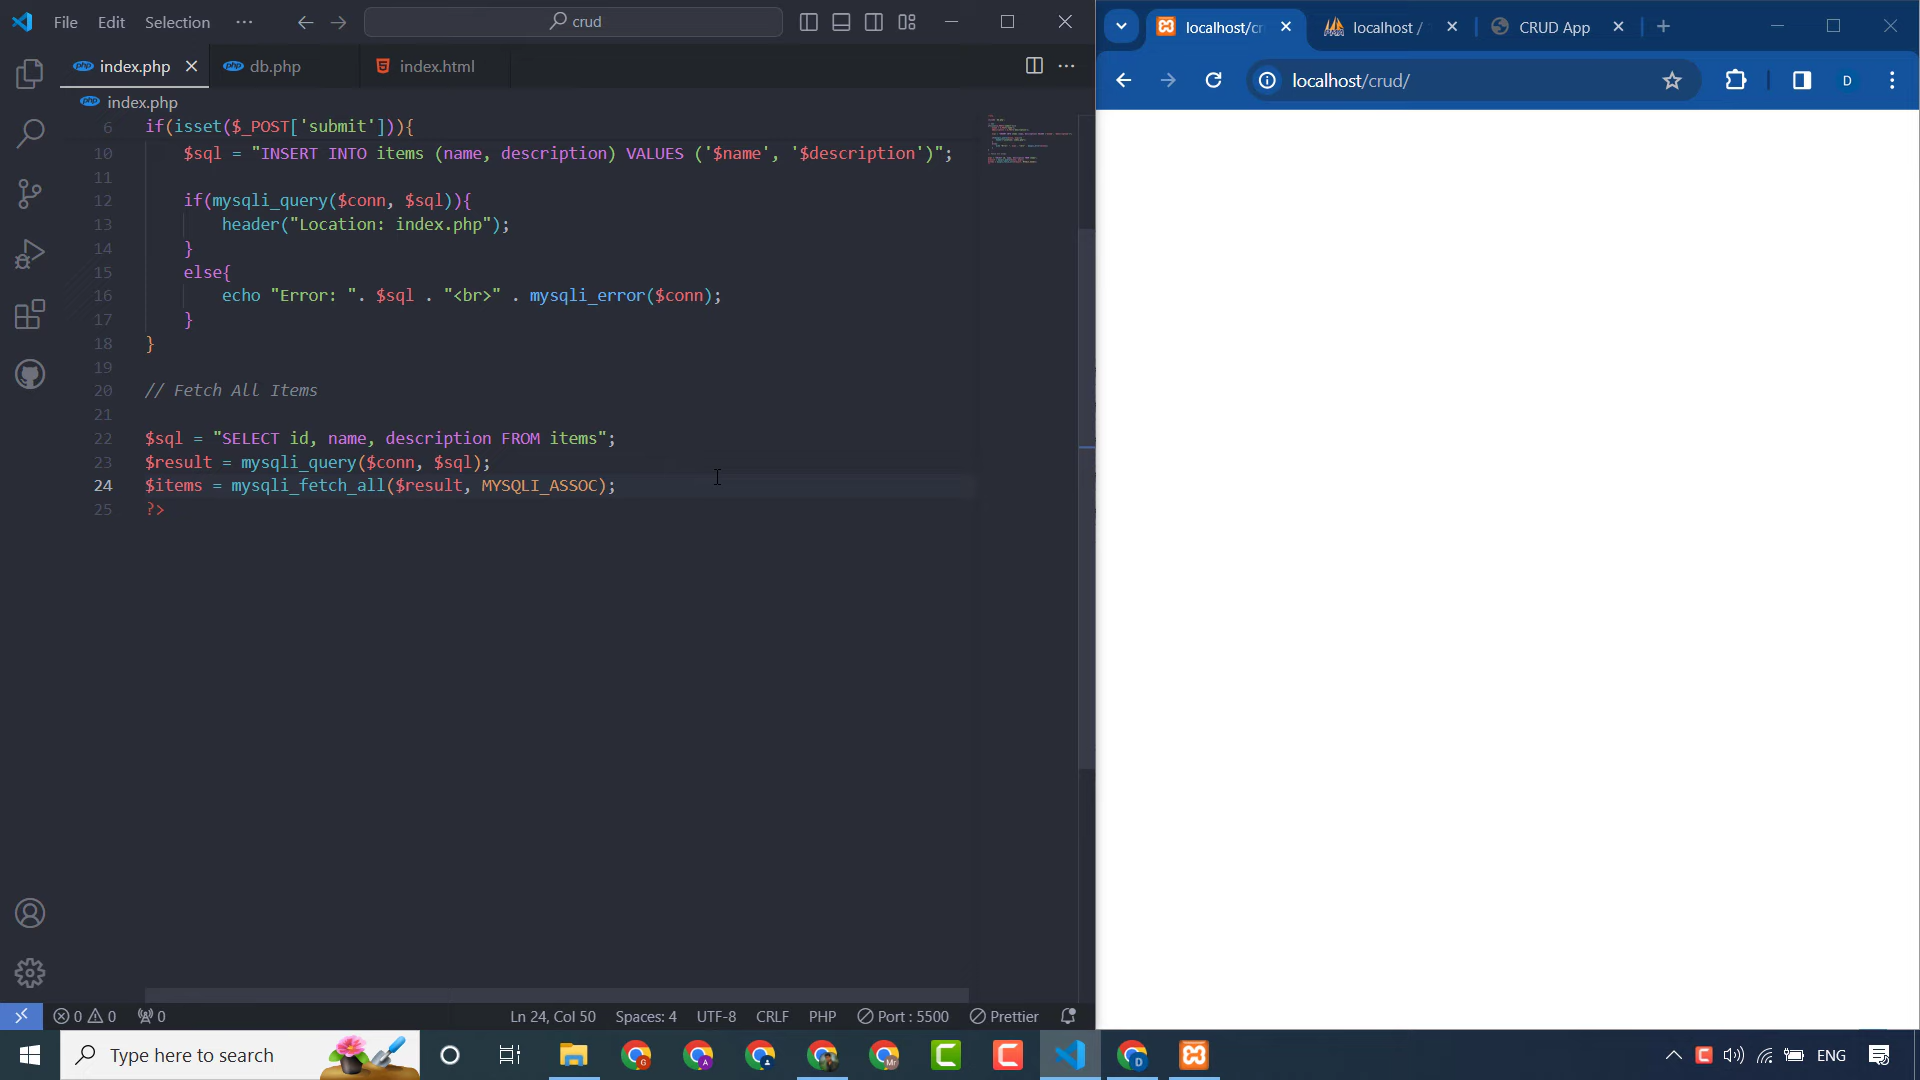 File Edit Selection ··· crud
index.php db.php index.html
index.php
6 if(isset($_POST['submit'])){
10 $sql = "INSERT INTO items (name, description) VALUES ('$name', '$description')";
11
12 if(mysqli_query($conn, $sql)){
13 header("Location: index.php");
14 }
15 else{
16 echo "Error: ". $sql . "<br>" . mysqli_error($conn);
17 }
18 }
19
20 // Fetch All Items
21
22 $sql = "SELECT id, name, description FROM items";
23 $result = mysqli_query($conn, $sql);
24 $items = mysqli_fetch_all($result, MYSQLI_ASSOC);
25 ?>
0 0 0 Ln 24, Col 50 Spaces: 4 UTF-8 CRLF PHP Port : 5500 Prettier
localhost/cr localhost / CRUD App
localhost/crud/ D
Type here to search
ENG